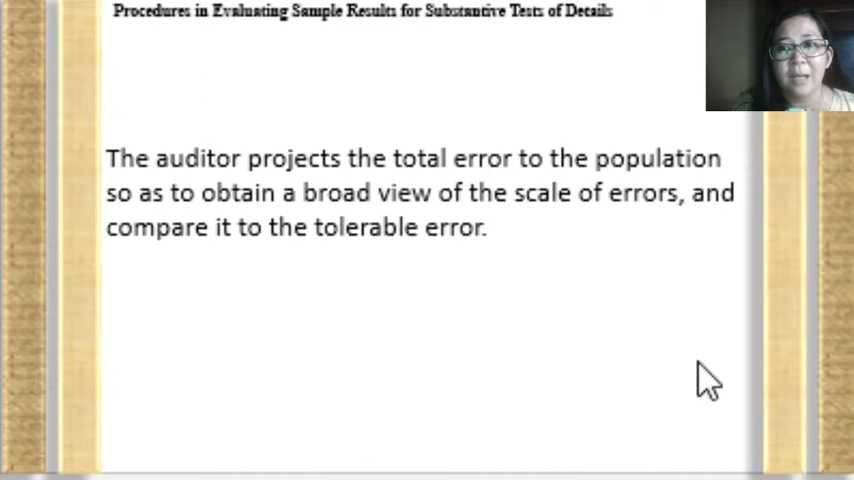 Procedures in Evaluating Sample Results for Substantive Tests of Details
The auditor projects the total error to the population
so as to obtain a broad view of the scale of errors, and
compare it to the tolerable error.